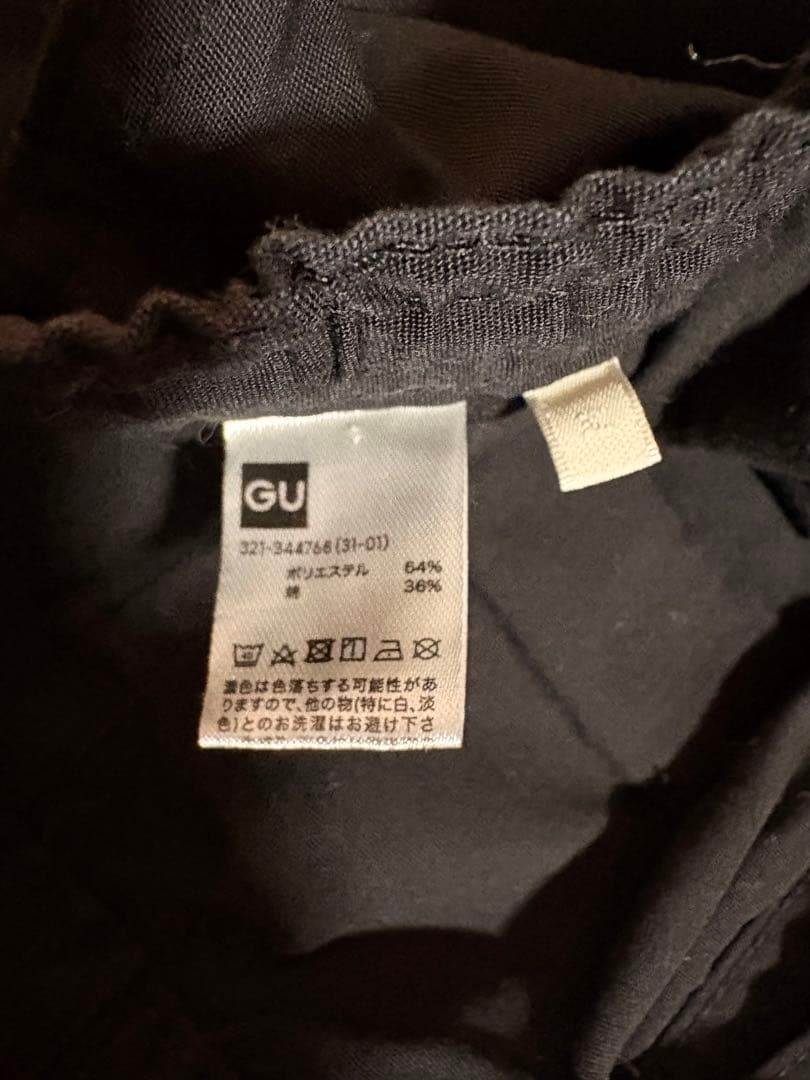 GU
321-344768(31-01)
ポリエステル 64%
綿 36%
濃色は色落ちする可能性があ
りますので、他の物(特に白、淡
色)とのお洗濯はお避け下さ